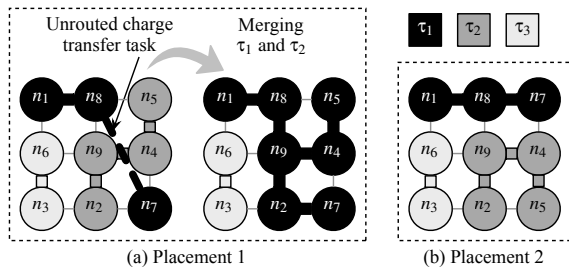 Unrouted charge
transfer task
Merging
τ1 and τ2
τ1 τ2 τ3
n1 n8 n5 n1 n8 n5 n1 n8 n7
n6 n9 n4 n6 n9 n4 n6 n9 n4
n3 n2 n7 n3 n2 n7 n3 n2 n5
(a) Placement 1
(b) Placement 2